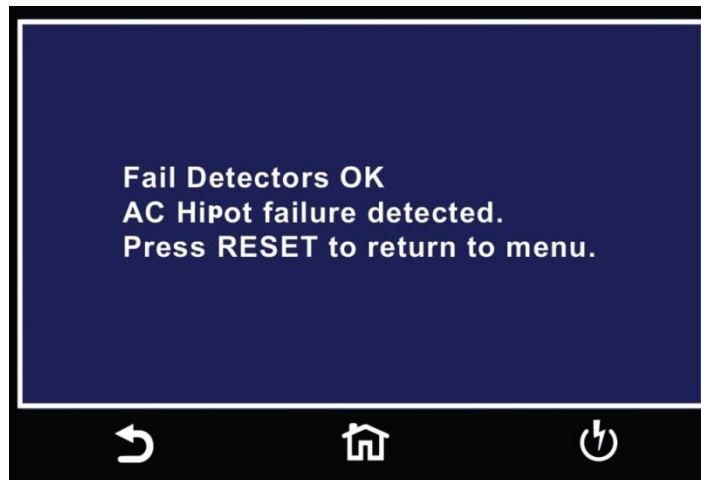 Fail Detectors OK
AC Hipot failure detected.
Press RESET to return to menu.